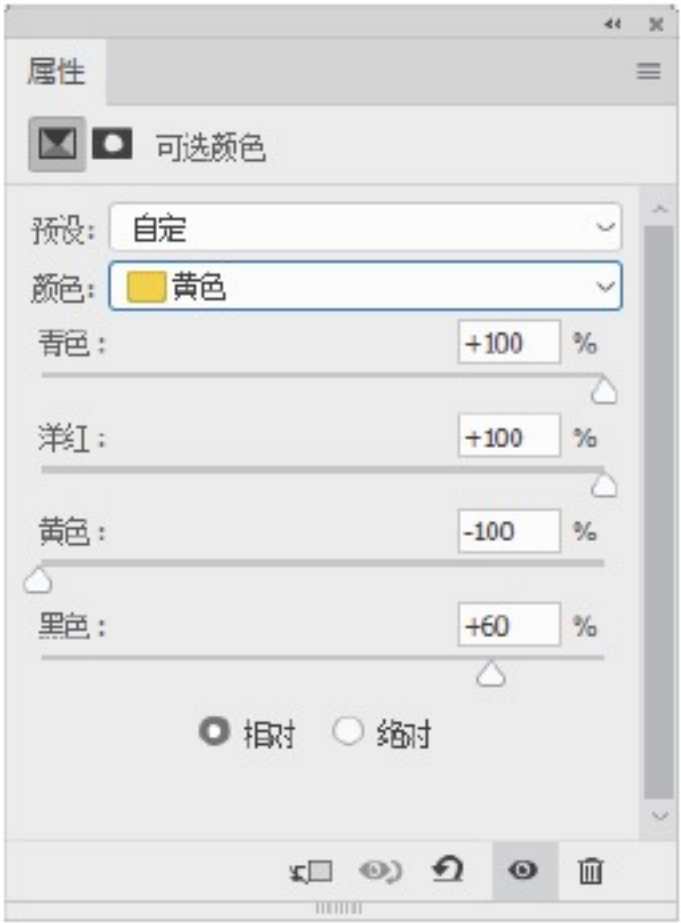 属性
可选颜色
预设: 自定
颜色: 黄色
青色: +100 %
洋红: +100 %
黄色: -100 %
黑色: +60 %
相对 绝对